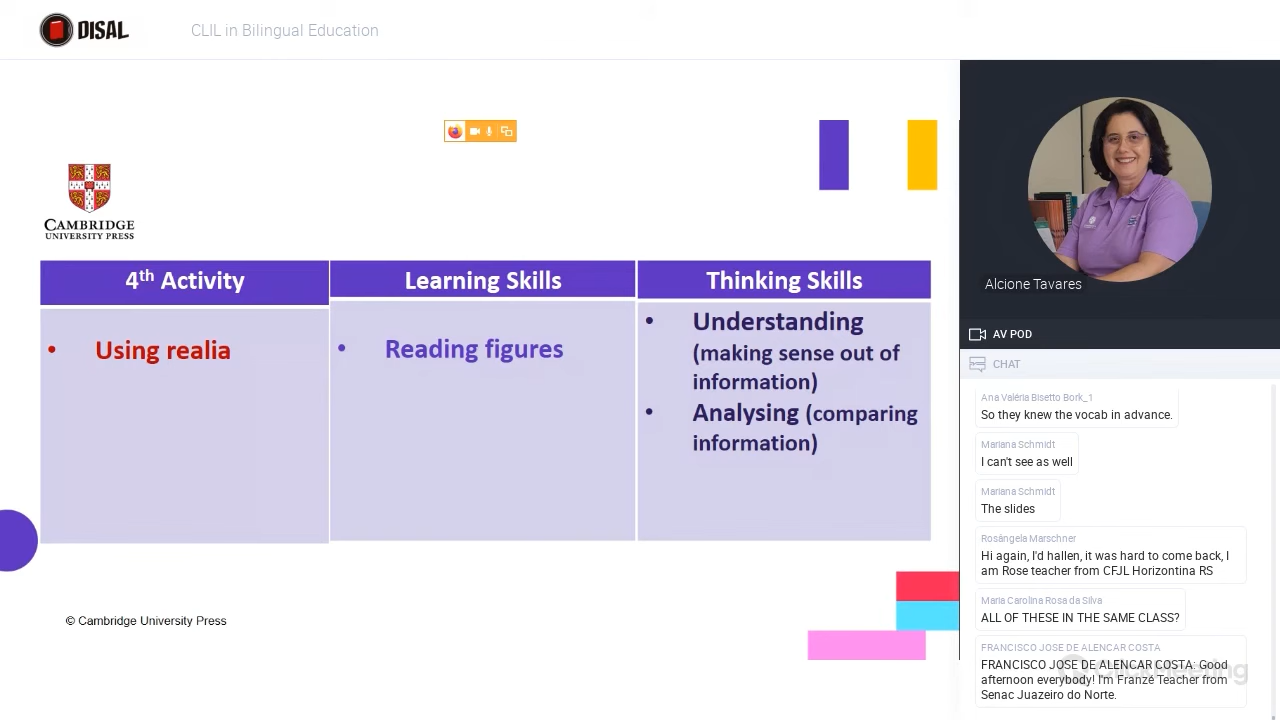 DISAL
CLIL in Bilingual Education
CAMBRIDGE
UNIVERSITY PRESS
4th Activity
Learning Skills
Thinking Skills
• Using realia
• Reading figures
• Understanding
(making sense out of
information)
• Analysing (comparing
information)
© Cambridge University Press
Alcione Tavares
AV POD
CHAT
Ana Valéria Bisetto Bork_1
So they knew the vocab in advance.
Mariana Schmidt
I can't see as well
Mariana Schmidt
The slides
Rosângela Marschner
Hi again, I'd hallen, it was hard to come back, I
am Rose teacher from CFJL Horizontina RS
Maria Carolina Rosa da Silva
ALL OF THESE IN THE SAME CLASS?
FRANCISCO JOSE DE ALENCAR COSTA
FRANCISCO JOSE DE ALENCAR COSTA: Good
afternoon everybody! I'm Franzé Teacher from
Senac Juazeiro do Norte.